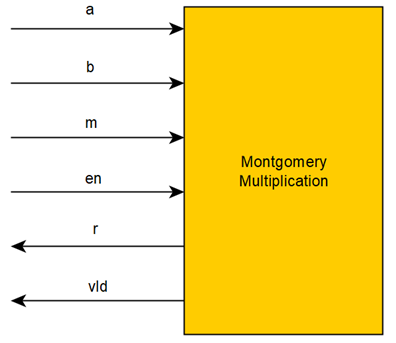 a
b
m
en
r
vld
Montgomery
Multiplication